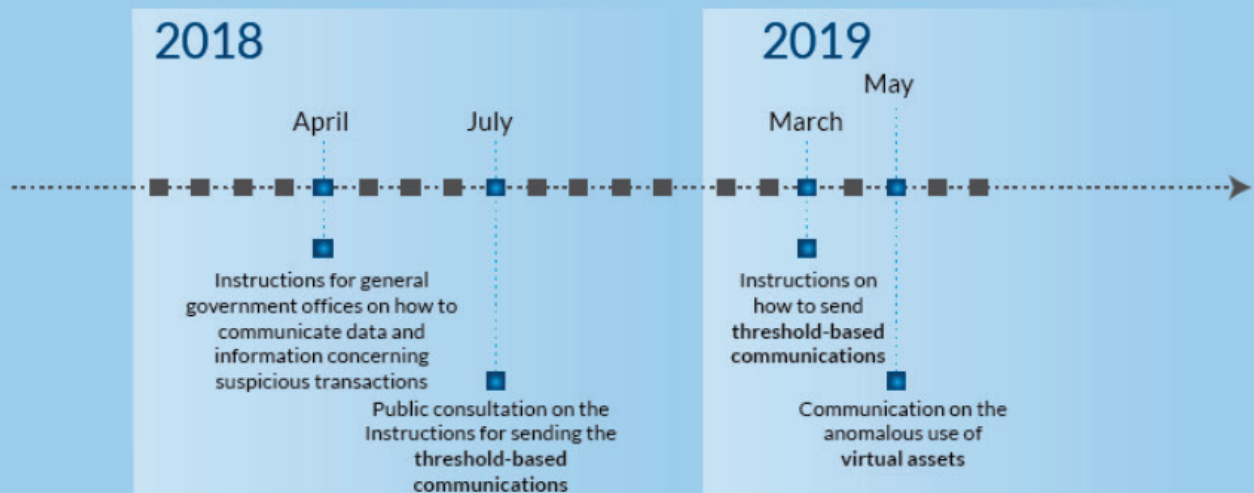 2018
2019
April
July
March
May
Instructions for general
government offices on how to
communicate data and
information concerning
suspicious transactions
Public consultation on the
Instructions for sending the
threshold-based
communications
Instructions on
how to send
threshold-based
communications
Communication on the
anomalous use of
virtual assets